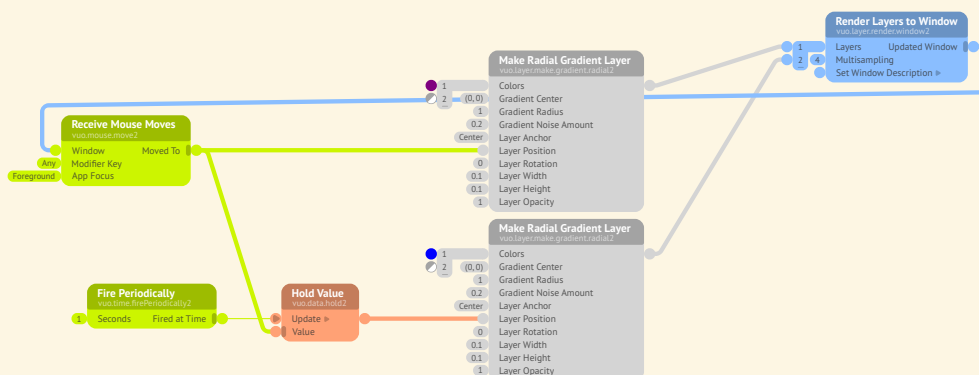 Render Layers to Window
vuo.layer.render.window2
1 Layers Updated Window
2 4 Multisampling
Set Window Description
Make Radial Gradient Layer
vuo.layer.make.gradient.radial2
1 Colors
2 (0, 0) Gradient Center
1 Gradient Radius
0.2 Gradient Noise Amount
Center Layer Anchor
Layer Position
0 Layer Rotation
0.1 Layer Width
0.1 Layer Height
1 Layer Opacity
Receive Mouse Moves
vuo.mouse.move2
Window Moved To
Any Modifier Key
Foreground App Focus
Make Radial Gradient Layer
vuo.layer.make.gradient.radial2
1 Colors
2 (0, 0) Gradient Center
1 Gradient Radius
0.2 Gradient Noise Amount
Center Layer Anchor
Layer Position
0 Layer Rotation
0.1 Layer Width
0.1 Layer Height
1 Layer Opacity
Fire Periodically
vuo.time.firePeriodically2
1 Seconds Fired at Time
Hold Value
vuo.data.hold2
Update
Value